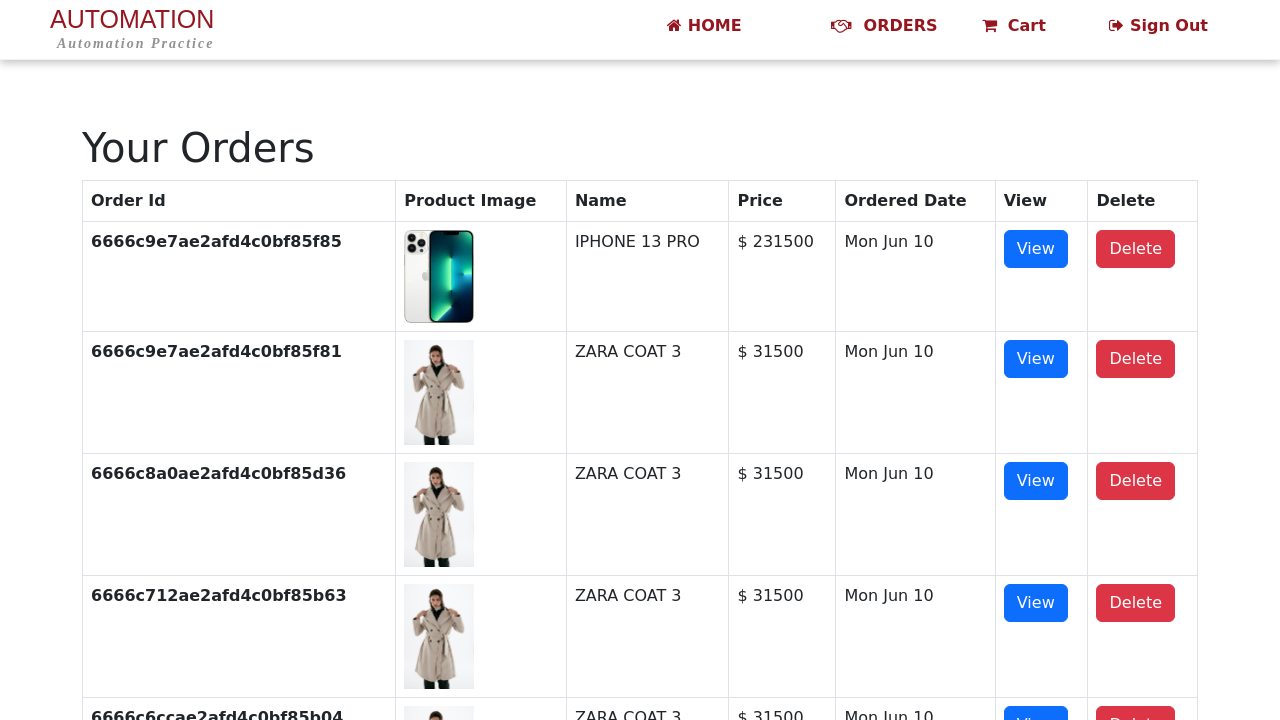 AUTOMATION
Automation Practice
HOME ORDERS Cart Sign Out
Your Orders
Order Id Product Image Name Price Ordered Date View Delete
6666c9e7ae2afd4c0bf85f85 IPHONE 13 PRO $ 231500 Mon Jun 10 View Delete
6666c9e7ae2afd4c0bf85f81 ZARA COAT 3 $ 31500 Mon Jun 10 View Delete
6666c8a0ae2afd4c0bf85d36 ZARA COAT 3 $ 31500 Mon Jun 10 View Delete
6666c712ae2afd4c0bf85b63 ZARA COAT 3 $ 31500 Mon Jun 10 View Delete
6666c6ccae2afd4c0bf85b04 ZARA COAT 3 $ 31500 Mon Jun 10 View Delete